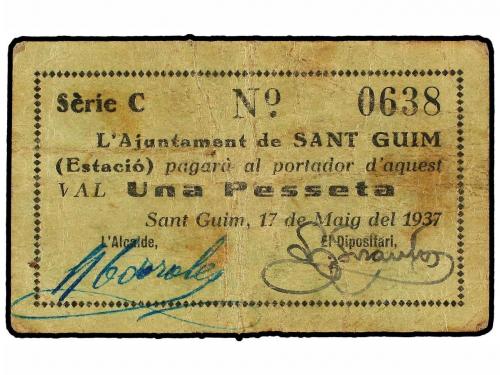 Sèrie C Nº 0638
L'Ajuntament de SANT GUIM
(Estació) pagarà al portador d'aquest
VAL Una Pesseta
Sant Guim, 17 de Maig del 1937
L'Alcalde, El Dipositari,